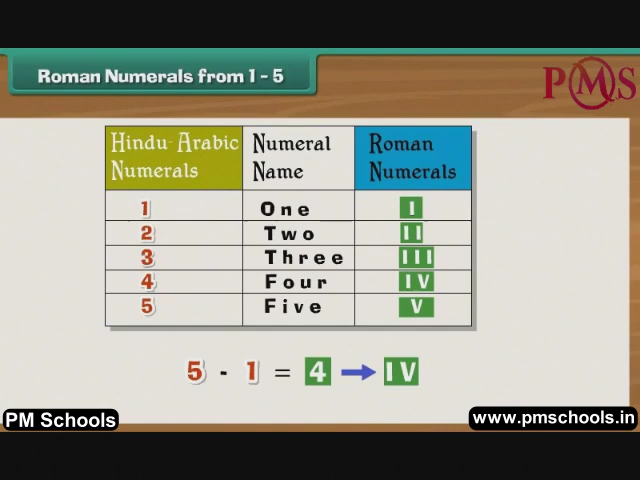 Roman Numerals from 1 - 5
PMS
Hindu-Arabic Numerals Numeral Name Roman Numerals
1 One I
2 Two II
3 Three III
4 Four IV
5 Five V
5 - 1 = 4 → IV
PM Schools
www.pmschools.in